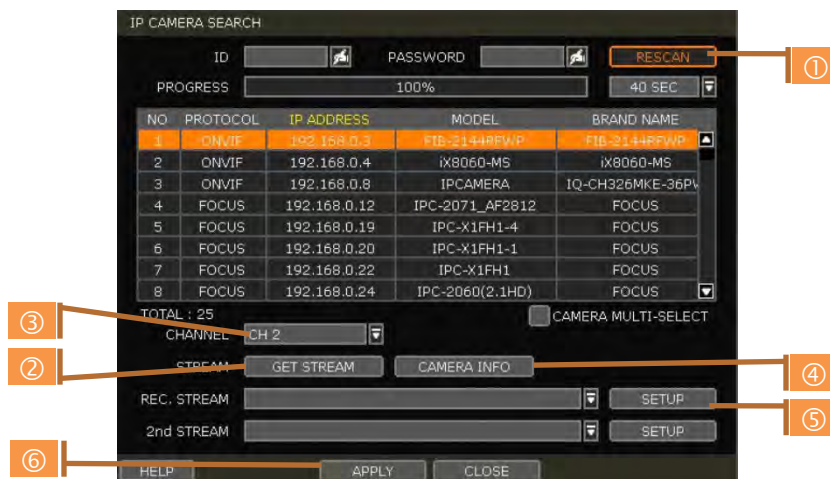 IP CAMERA SEARCH
ID PASSWORD RESCAN
①
PROGRESS 100% 40 SEC
NO PROTOCOL IP ADDRESS MODEL BRAND NAME
1 ONVIF 192.168.0.3 FIB-2144RFWP FIB-2144RFWP
2 ONVIF 192.168.0.4 iX8060-MS iX8060-MS
3 ONVIF 192.168.0.8 IPCAMERA IQ-CH326MKE-36PV
4 FOCUS 192.168.0.12 IPC-2071_AF2812 FOCUS
5 FOCUS 192.168.0.19 IPC-X1FH1-4 FOCUS
6 FOCUS 192.168.0.20 IPC-X1FH1-1 FOCUS
7 FOCUS 192.168.0.22 IPC-X1FH1 FOCUS
8 FOCUS 192.168.0.24 IPC-2060(2.1HD) FOCUS
TOTAL : 25 CAMERA MULTI-SELECT
③
CHANNEL CH 2
② STREAM GET STREAM CAMERA INFO ④
REC. STREAM SETUP
⑤
2nd STREAM SETUP
⑥
HELP APPLY CLOSE